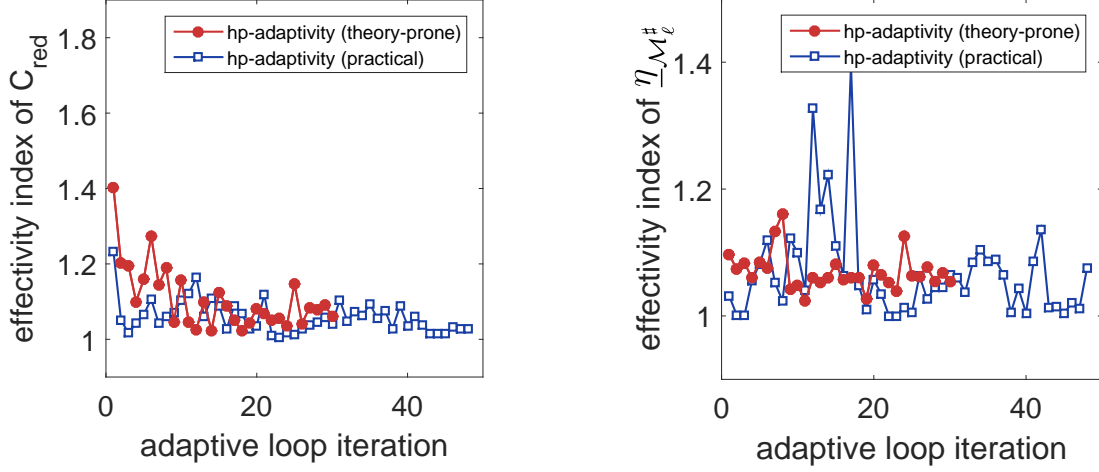 effectivity index of C_red
1.8
1.6
1.4
1.2
1
0
20
40
adaptive loop iteration
hp-adaptivity (theory-prone)
hp-adaptivity (practical)
effectivity index of η_ℳ_ℓ^♯
1.4
1.2
1
0
20
40
adaptive loop iteration
hp-adaptivity (theory-prone)
hp-adaptivity (practical)